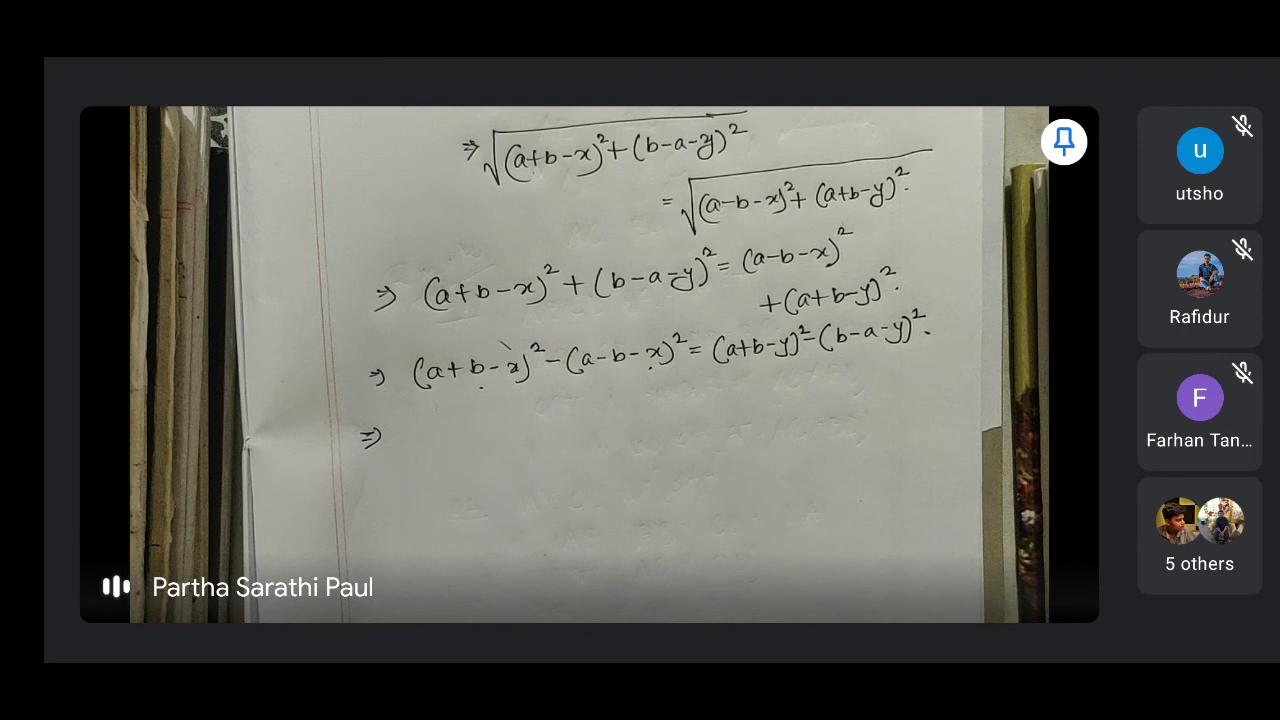 ⇒ √((a+b-x)²+(b-a-y)²)
= √((a-b-x)²+(a+b-y)².
⇒ (a+b-x)²+(b-a-y)²=(a-b-x)²
+(a+b-y)².
⇒ (a+b-x)²-(a-b-x)²=(a+b-y)²-(b-a-y)².
⇒
Partha Sarathi Paul
u
utsho
Rafidur
F
Farhan Tan...
5 others